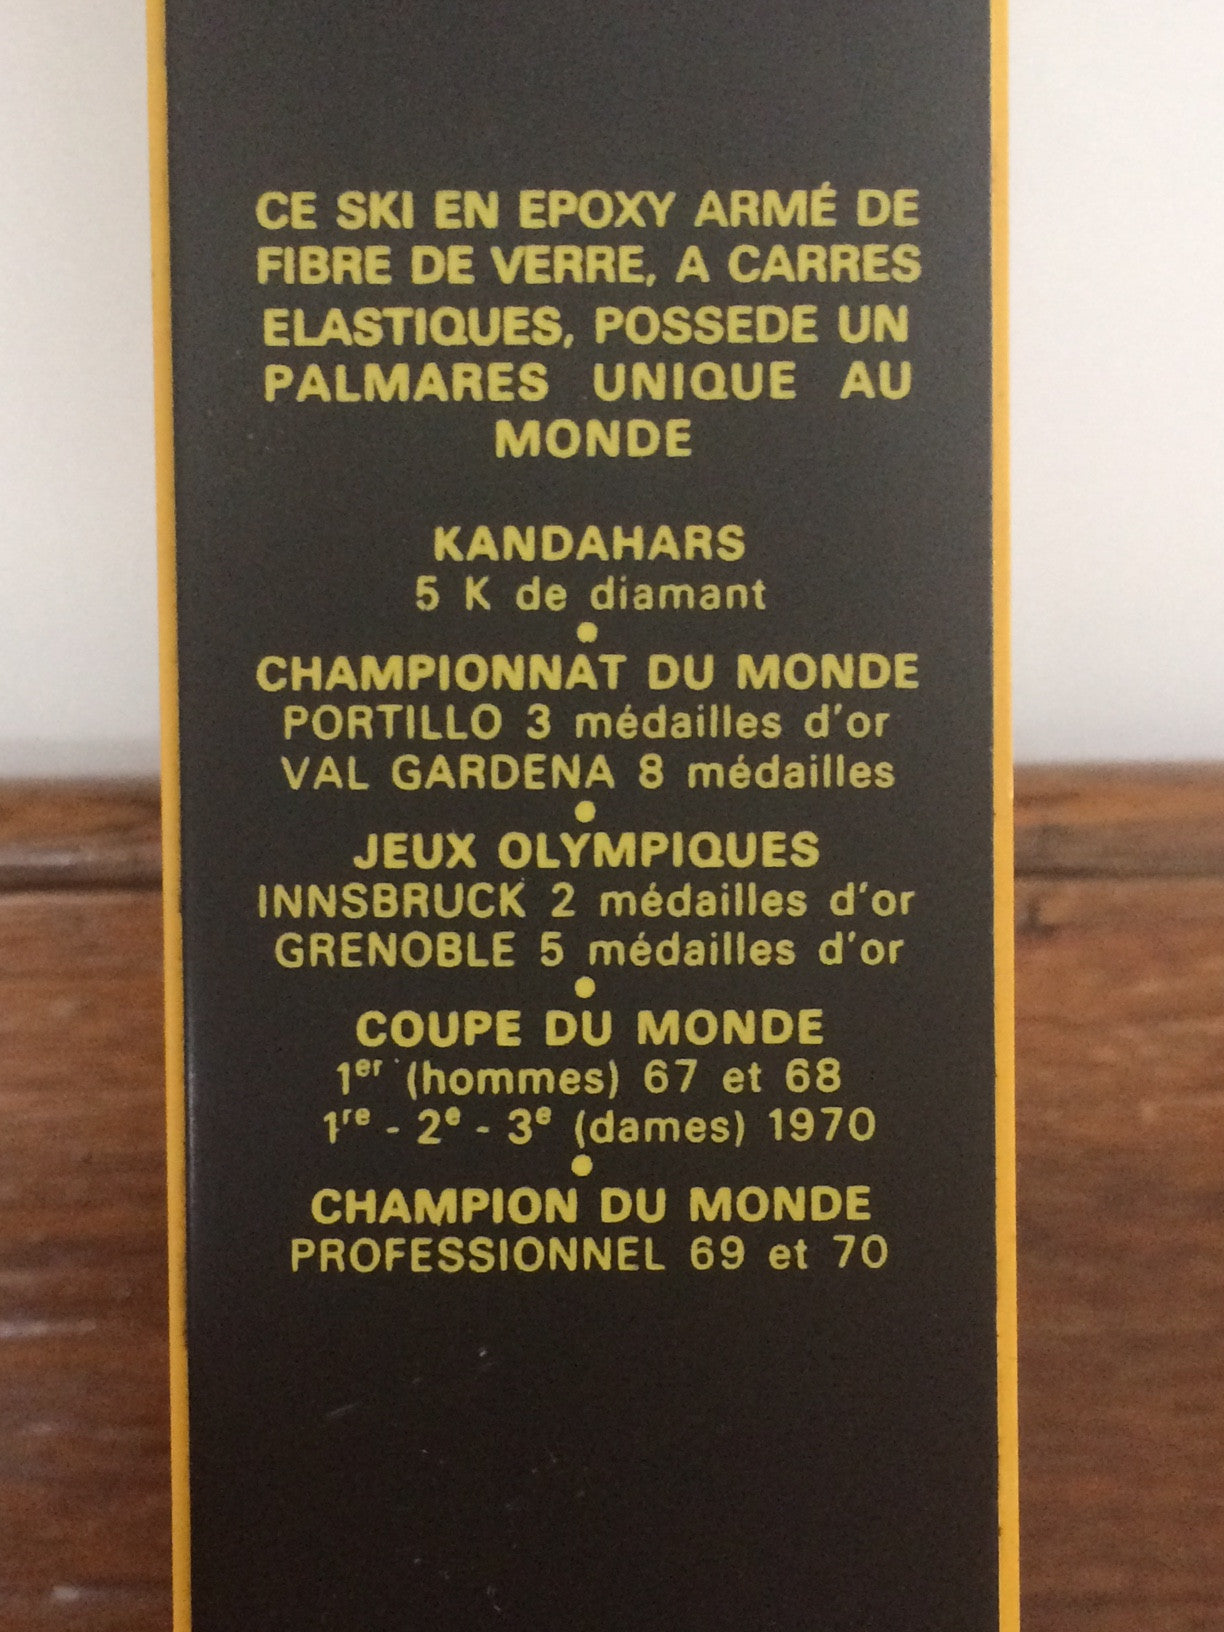 CE SKI EN EPOXY ARMÉ DE
FIBRE DE VERRE, A CARRES
ELASTIQUES, POSSEDE UN
PALMARES UNIQUE AU
MONDE
KANDAHARS
5 K de diamant
•
CHAMPIONNAT DU MONDE
PORTILLO 3 médailles d'or
VAL GARDENA 8 médailles
•
JEUX OLYMPIQUES
INNSBRUCK 2 médailles d'or
GRENOBLE 5 médailles d'or
•
COUPE DU MONDE
1er (hommes) 67 et 68
1re - 2e - 3e (dames) 1970
•
CHAMPION DU MONDE
PROFESSIONNEL 69 et 70